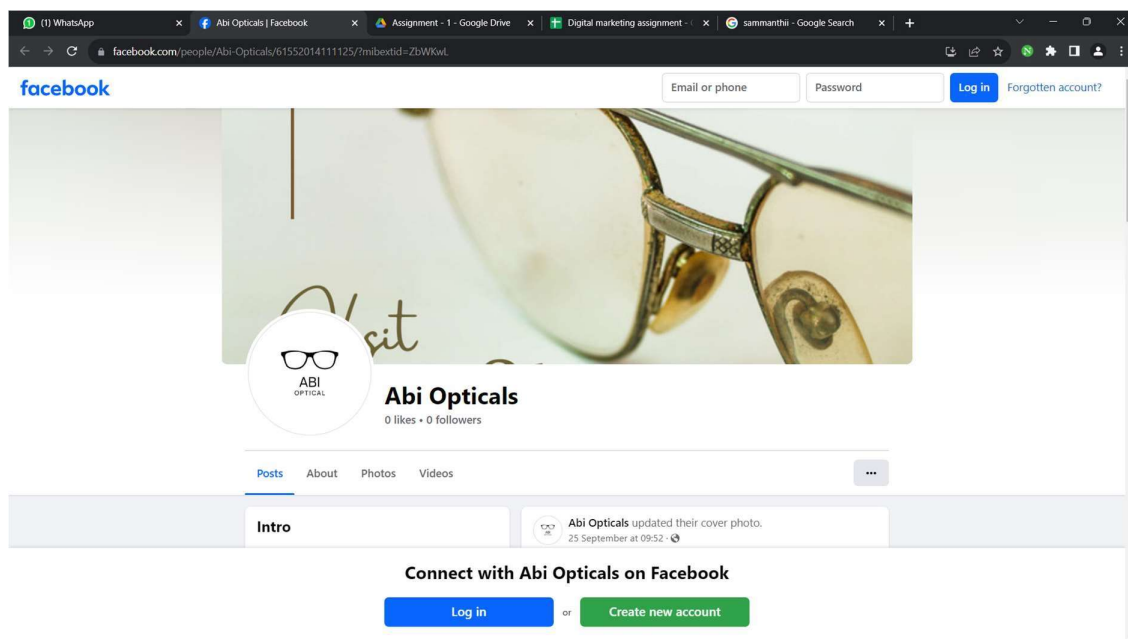 (1) WhatsApp
Abi Opticals | Facebook
Assignment - 1 - Google Drive
Digital marketing assignment -
sammanthii - Google Search
facebook.com/people/Abi-Opticals/61552014111125/?mibextid=ZbWKwL
facebook
Email or phone
Password
Log in
Forgotten account?
Visit
ABI
OPTICAL
Abi Opticals
0 likes • 0 followers
Posts
About
Photos
Videos
Intro
Abi Opticals updated their cover photo.
25 September at 09:52 ·
Connect with Abi Opticals on Facebook
Log in
or
Create new account